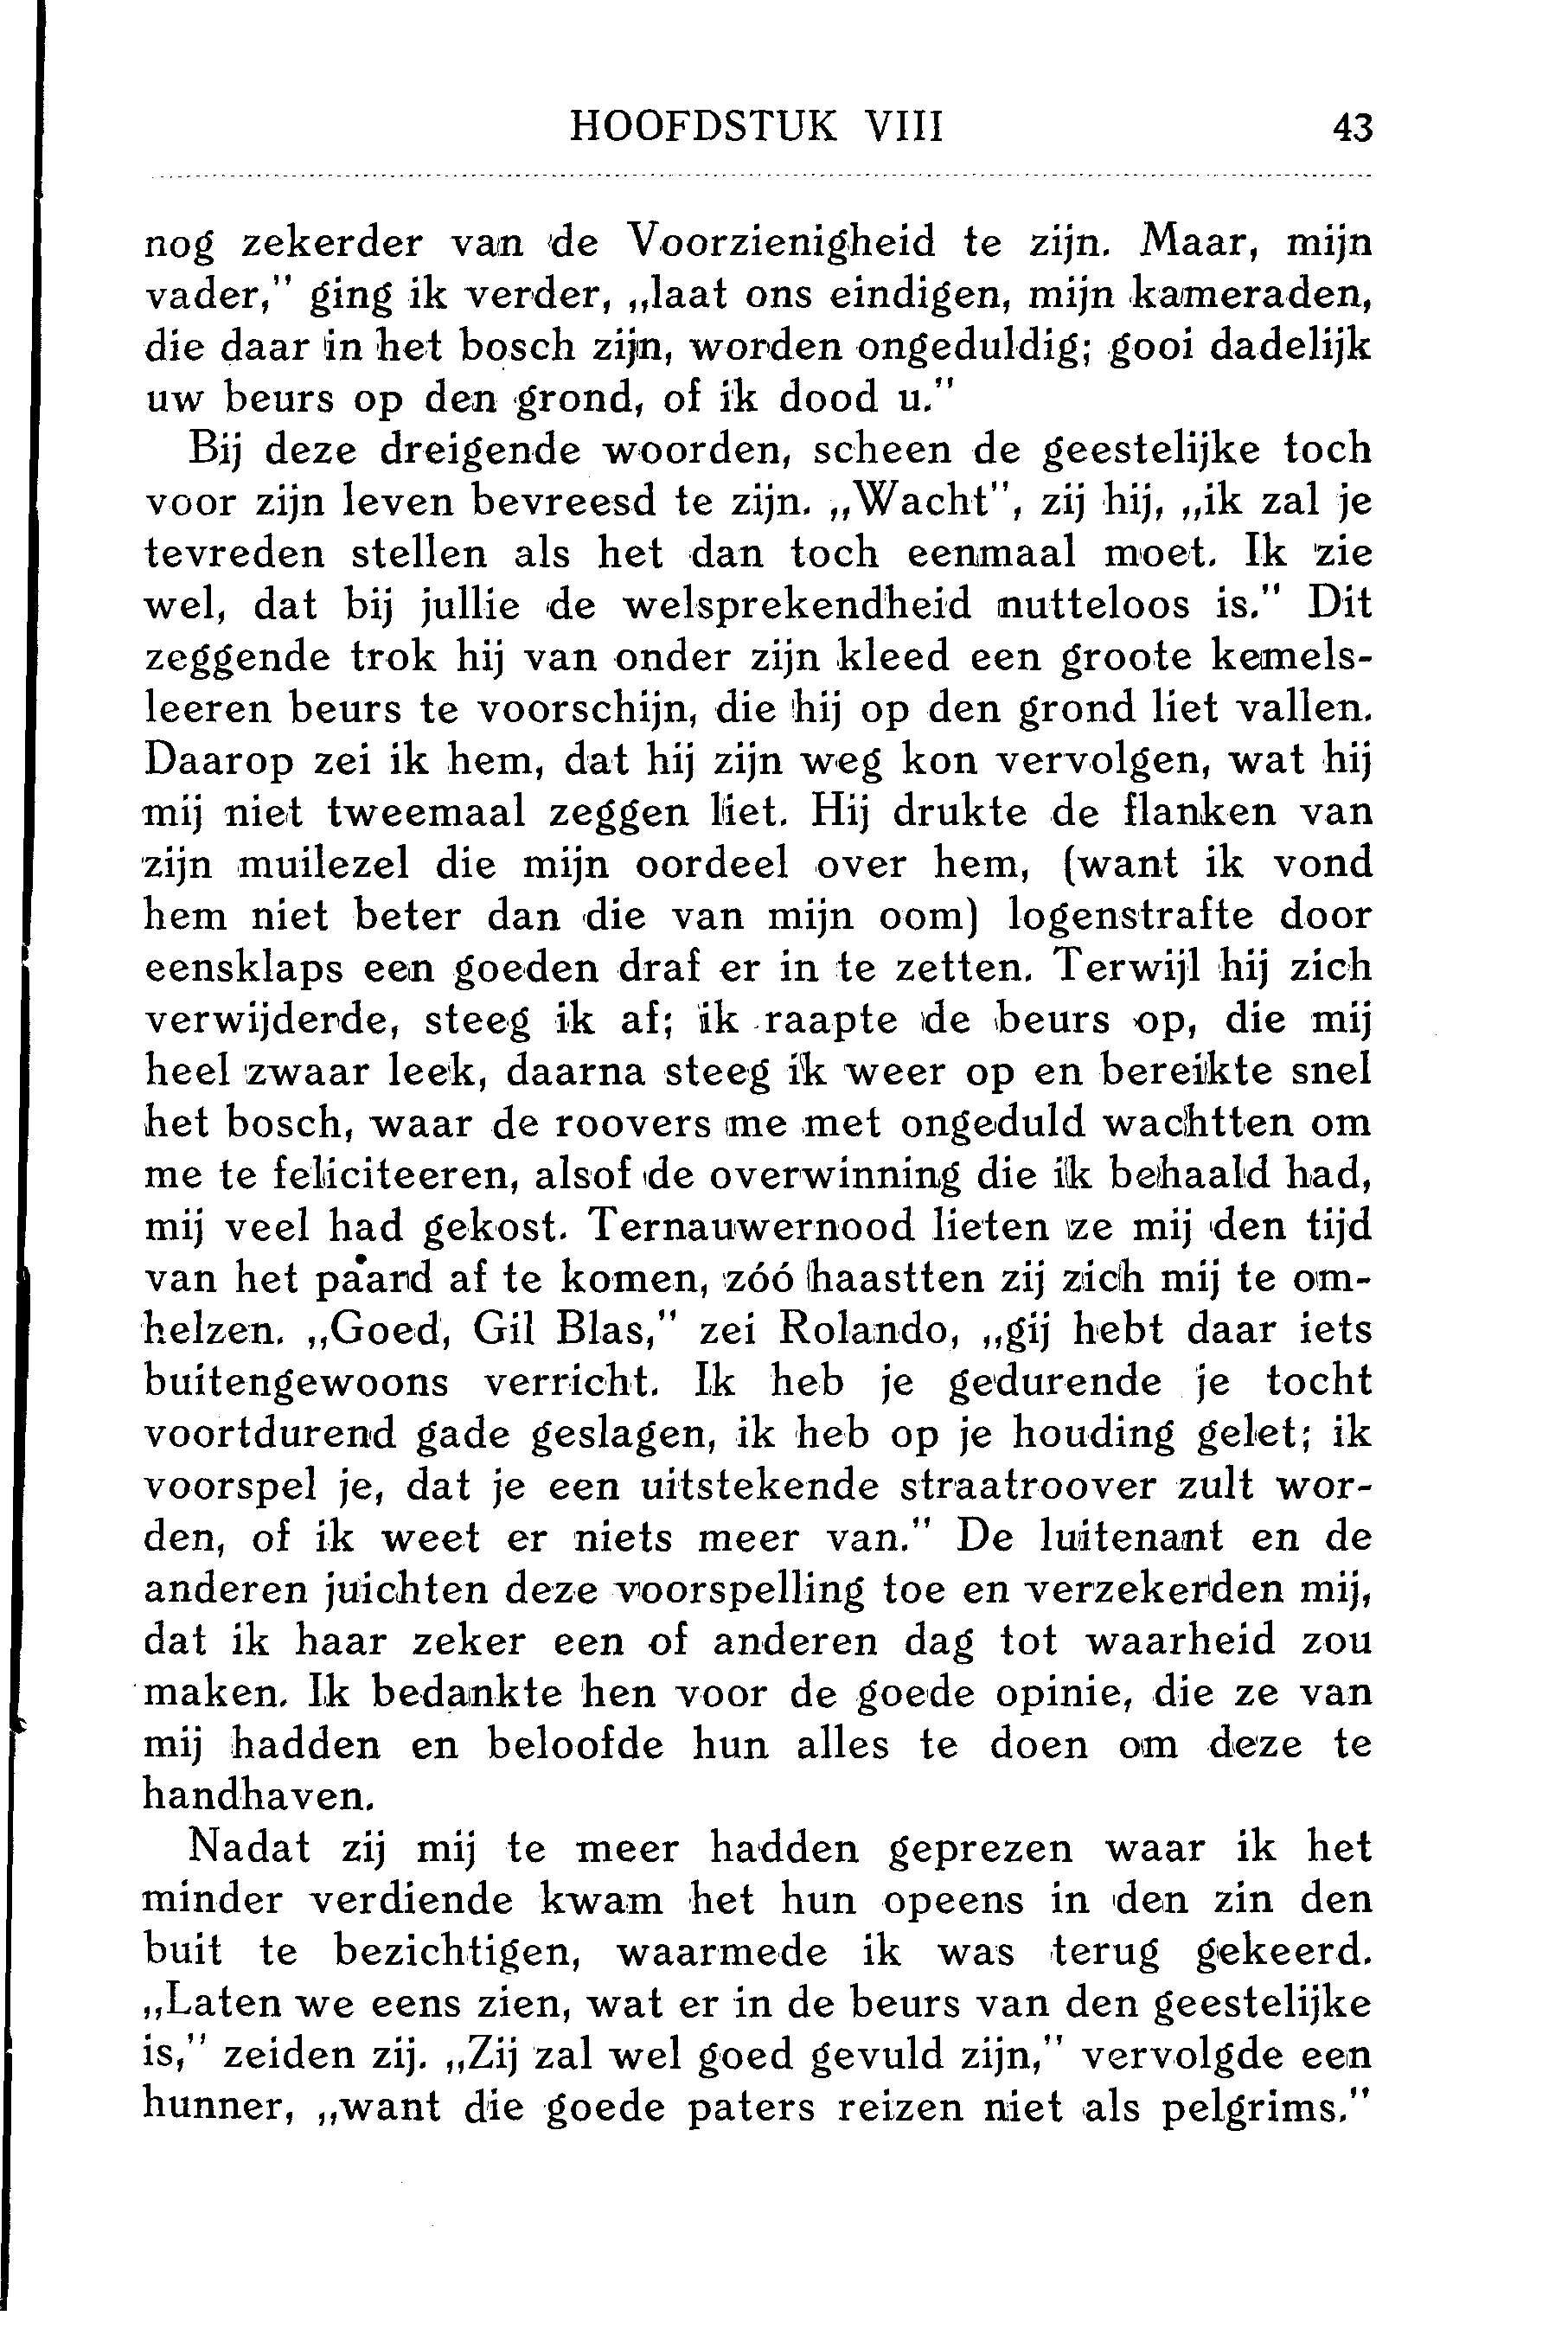 HOOFDSTUK VIII 43
nog zekerder van de Voorzienigheid te zijn. Maar, mijn
vader,” ging ik verder, „laat ons eindigen, mijn kameraden,
die daar in het bosch zijn, worden ongeduldig; gooi dadelijk
uw beurs op den grond, of ik dood u.”
Bij deze dreigende woorden, scheen de geestelijke toch
voor zijn leven bevreesd te zijn. „Wacht”, zij hij, „ik zal je
tevreden stellen als het dan toch eenmaal moet. Ik zie
wel, dat bij jullie de welsprekendheid nutteloos is.” Dit
zeggende trok hij van onder zijn kleed een groote kemels-
leeren beurs te voorschijn, die hij op den grond liet vallen.
Daarop zei ik hem, dat hij zijn weg kon vervolgen, wat hij
mij niet tweemaal zeggen liet. Hij drukte de flanken van
zijn muilezel die mijn oordeel over hem, (want ik vond
hem niet beter dan die van mijn oom) logenstrafte door
eensklaps een goeden draf er in te zetten. Terwijl hij zich
verwijderde, steeg ik af; ik raapte de beurs op, die mij
heel zwaar leek, daarna steeg ik weer op en bereikte snel
het bosch, waar de roovers me met ongeduld wachtten om
me te feliciteeren, alsof de overwinning die ik behaald had,
mij veel had gekost. Ternauwernood lieten ze mij den tijd
van het paard af te komen, zóó haastten zij zich mij te om-
helzen. „Goed, Gil Blas,” zei Rolando, „gij hebt daar iets
buitengewoons verricht. Ik heb je gedurende je tocht
voortdurend gade geslagen, ik heb op je houding gelet; ik
voorspel je, dat je een uitstekende straatroover zult wor-
den, of ik weet er niets meer van.” De luitenant en de
anderen juichten deze voorspelling toe en verzekerden mij,
dat ik haar zeker een of anderen dag tot waarheid zou
maken. Ik bedankte hen voor de goede opinie, die ze van
mij hadden en beloofde hun alles te doen om deze te
handhaven.
Nadat zij mij te meer hadden geprezen waar ik het
minder verdiende kwam het hun opeens in den zin den
buit te bezichtigen, waarmede ik was terug gekeerd.
„Laten we eens zien, wat er in de beurs van den geestelijke
is,” zeiden zij. „Zij zal wel goed gevuld zijn,” vervolgde een
hunner, „want die goede paters reizen niet als pelgrims.”